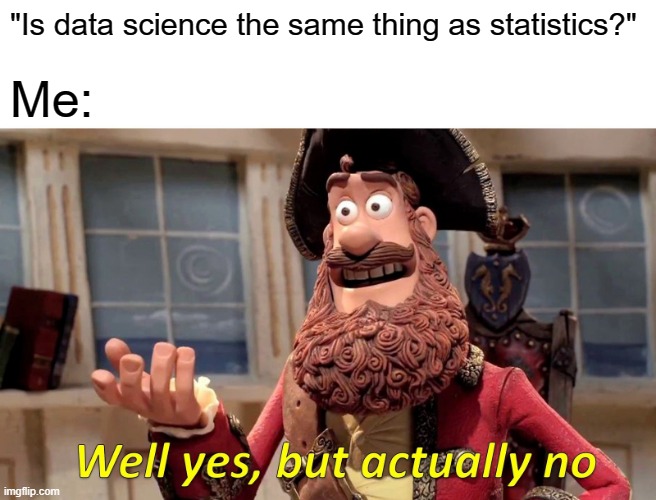 "Is data science the same thing as statistics?"
Me:
Well yes, but actually no
imgflip.com